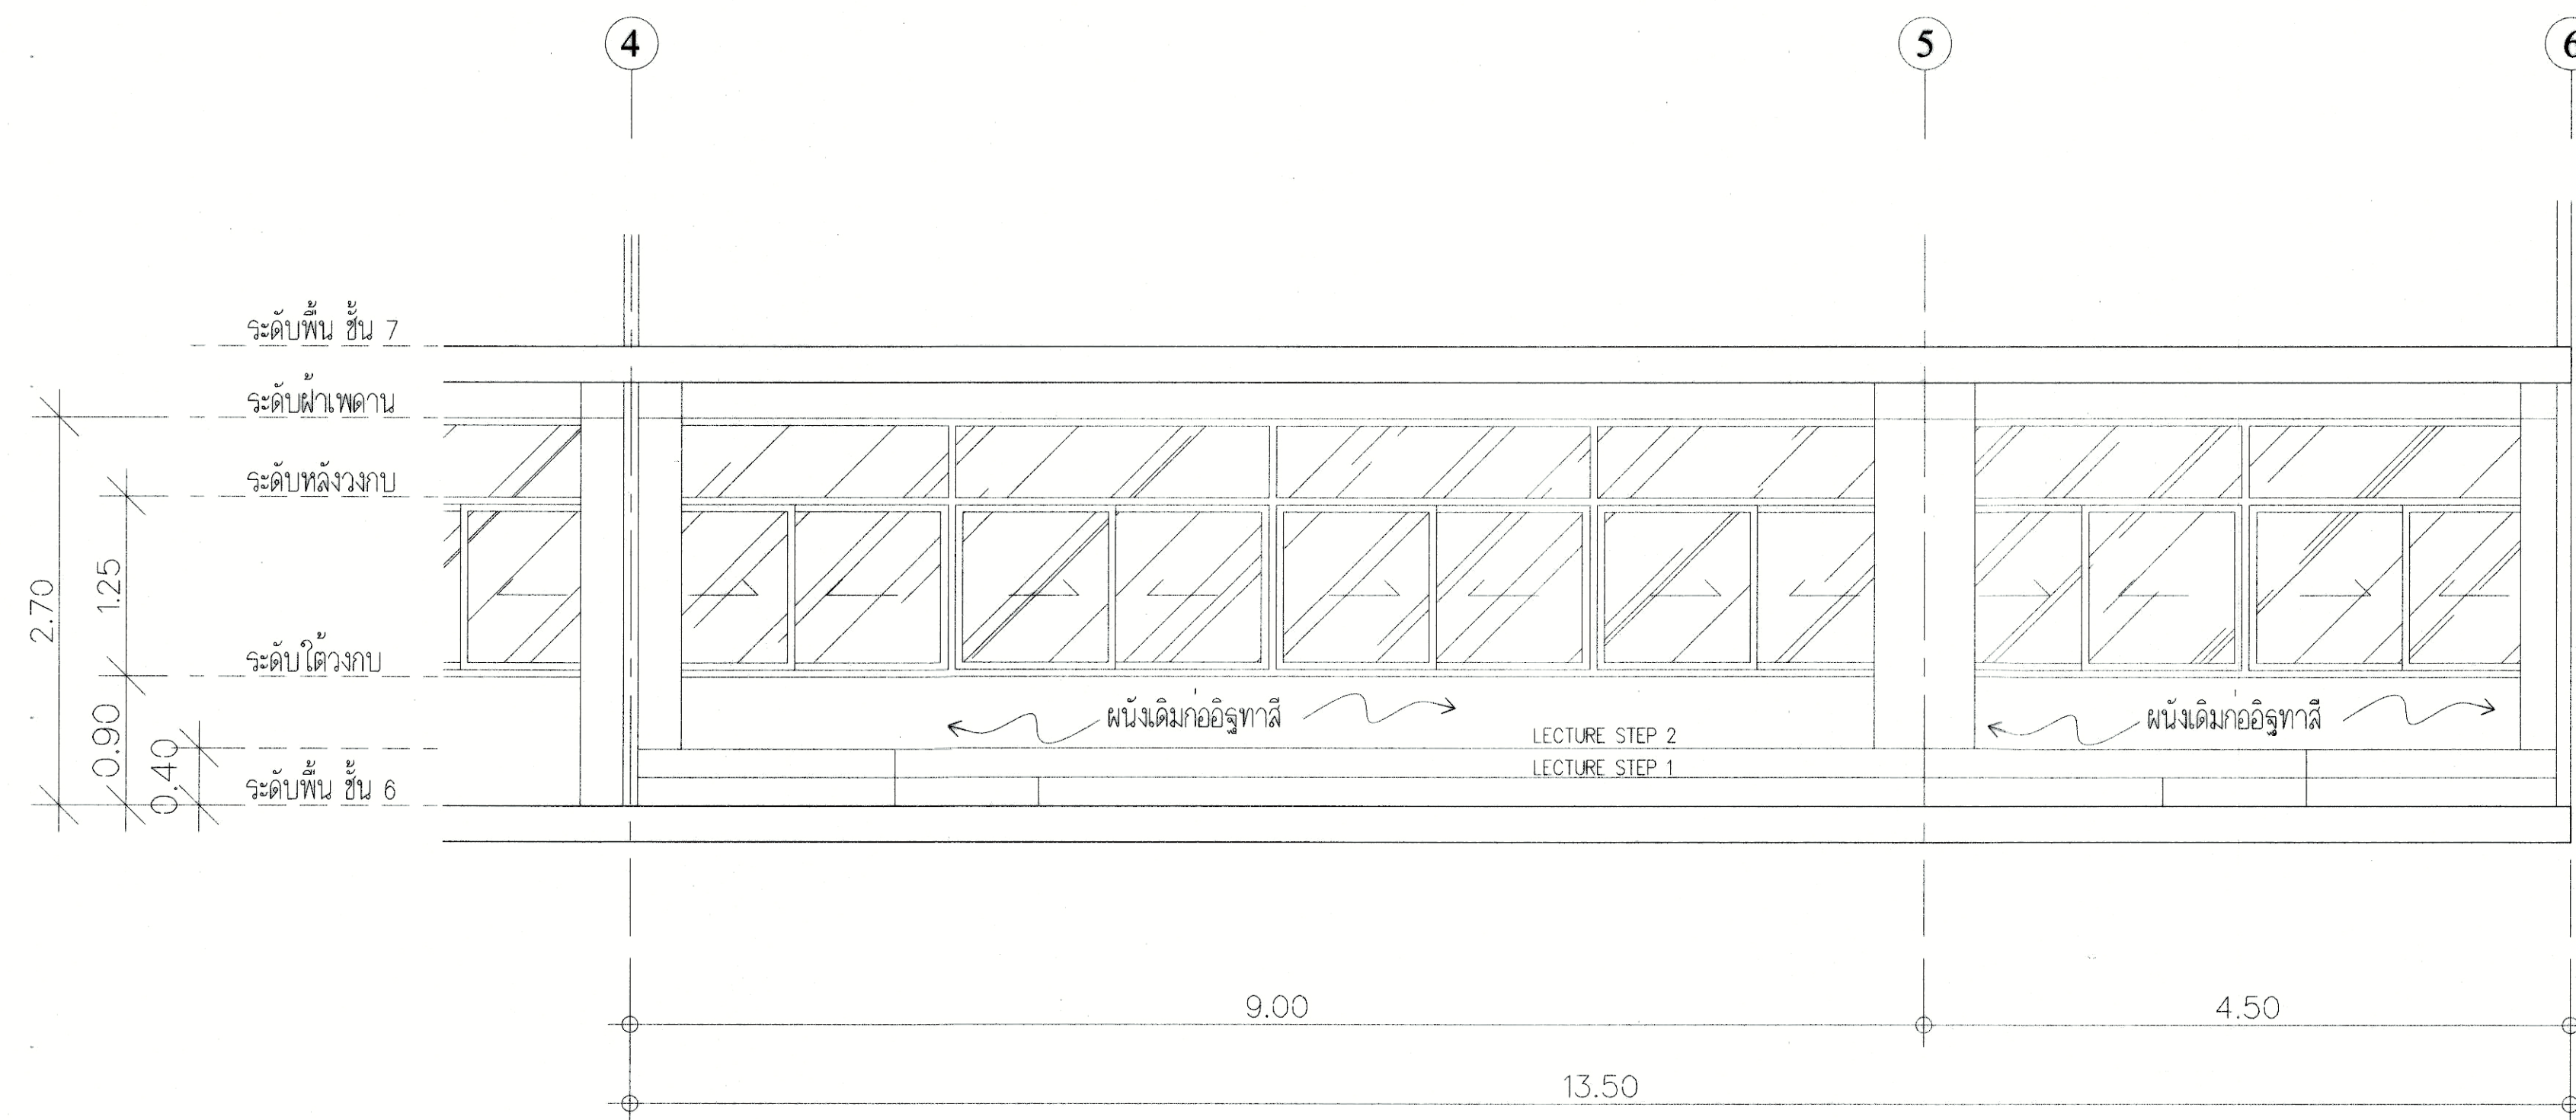 4
5
6
ระดับพื้น ชั้น 7
ระดับฝ้าเพดาน
ระดับหลังวงกบ
2.70
1.25
ระดับใต้วงกบ
0.90
0.40
ผนังเดิมก่ออิฐทาสี
ผนังเดิมก่ออิฐทาสี
LECTURE STEP 2
LECTURE STEP 1
ระดับพื้น ชั้น 6
9.00
4.50
13.50